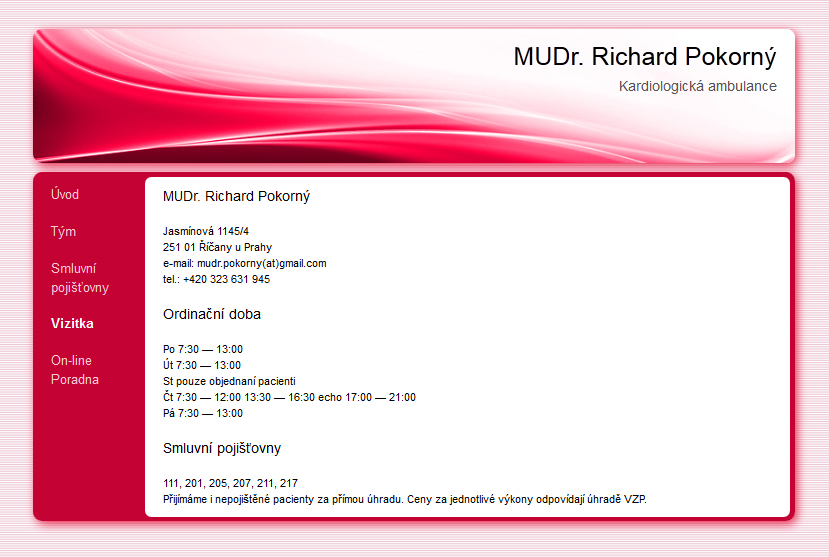 MUDr. Richard Pokorný
Kardiologická ambulance
Úvod
Tým
Smluvní
pojišťovny
Vizitka
On-line
Poradna
MUDr. Richard Pokorný
Jasmínová 1145/4
251 01 Říčany u Prahy
e-mail: mudr.pokorny(at)gmail.com
tel.: +420 323 631 945
Ordinační doba
Po 7:30 — 13:00
Út 7:30 — 13:00
St pouze objednaní pacienti
Čt 7:30 — 12:00 13:30 — 16:30 echo 17:00 — 21:00
Pá 7:30 — 13:00
Smluvní pojišťovny
111, 201, 205, 207, 211, 217
Přijímáme i nepojištěné pacienty za přímou úhradu. Ceny za jednotlivé výkony odpovídají úhradě VZP.